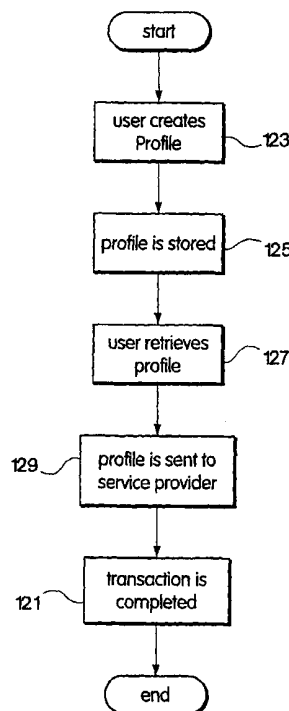 start
user creates
Profile
123
profile is stored
125
user retrieves
profile
127
129
profile is sent to
service provider
transaction is
completed
121
end